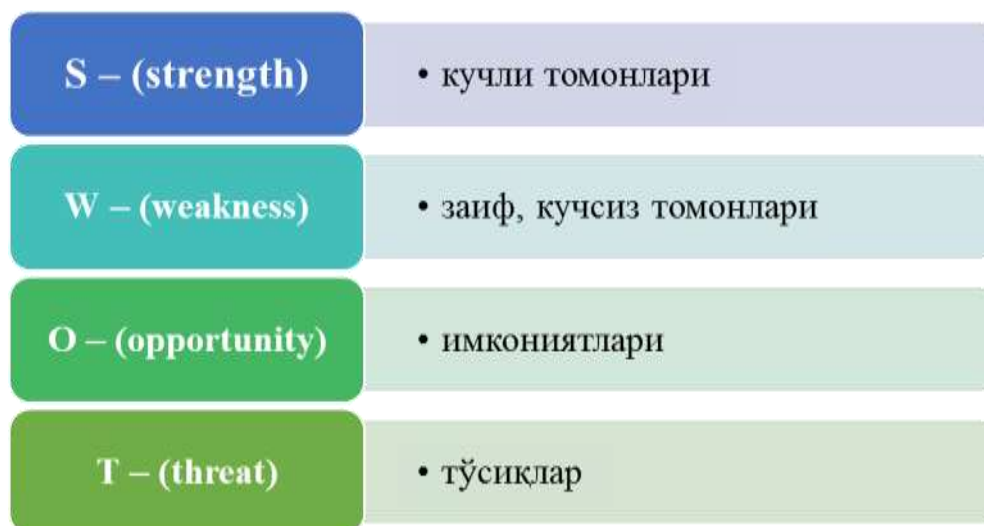 S – (strength)
• кучли томонлари
W – (weakness)
• заиф, кучсиз томонлари
O – (opportunity)
• имкониятлари
T – (threat)
• тўсиқлар